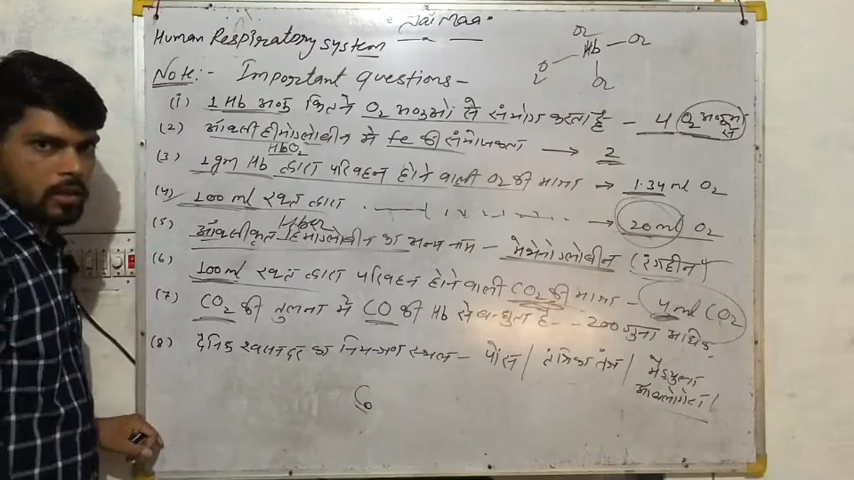 "Jai Maa"
Human Respiratory system
O2
Hb — O2
O2
O2
Note:- Important questions-
(1) 1 Hb अणु कितने O2 अणुओं से संयोग करता है - 4 O2 अणुओं से
(2) ऑक्सीहीमोग्लोबीन में Fe की संयोजकता → 2
HbO2
(3) 1gm Hb द्वारा परिवहन होने वाली O2 की मात्रा → 1.34 ml O2
(4) 100 ml रक्त द्वारा → 20 ml O2
(5) ऑक्सीकृत हिमोग्लोबीन का अन्य नाम - मेथेमोग्लोबीन (रंगहीन)
(6) 100 ml रक्त द्वारा परिवहन होने वाली CO2 की मात्रा - 4 ml CO2
(7) CO2 की तुलना में CO की Hb से बन्धुता है - - 200 गुना अधिक
(8) दर का नियन्त्रण स्थल - पोंस / तंत्रिका तंत्र / मेडुला